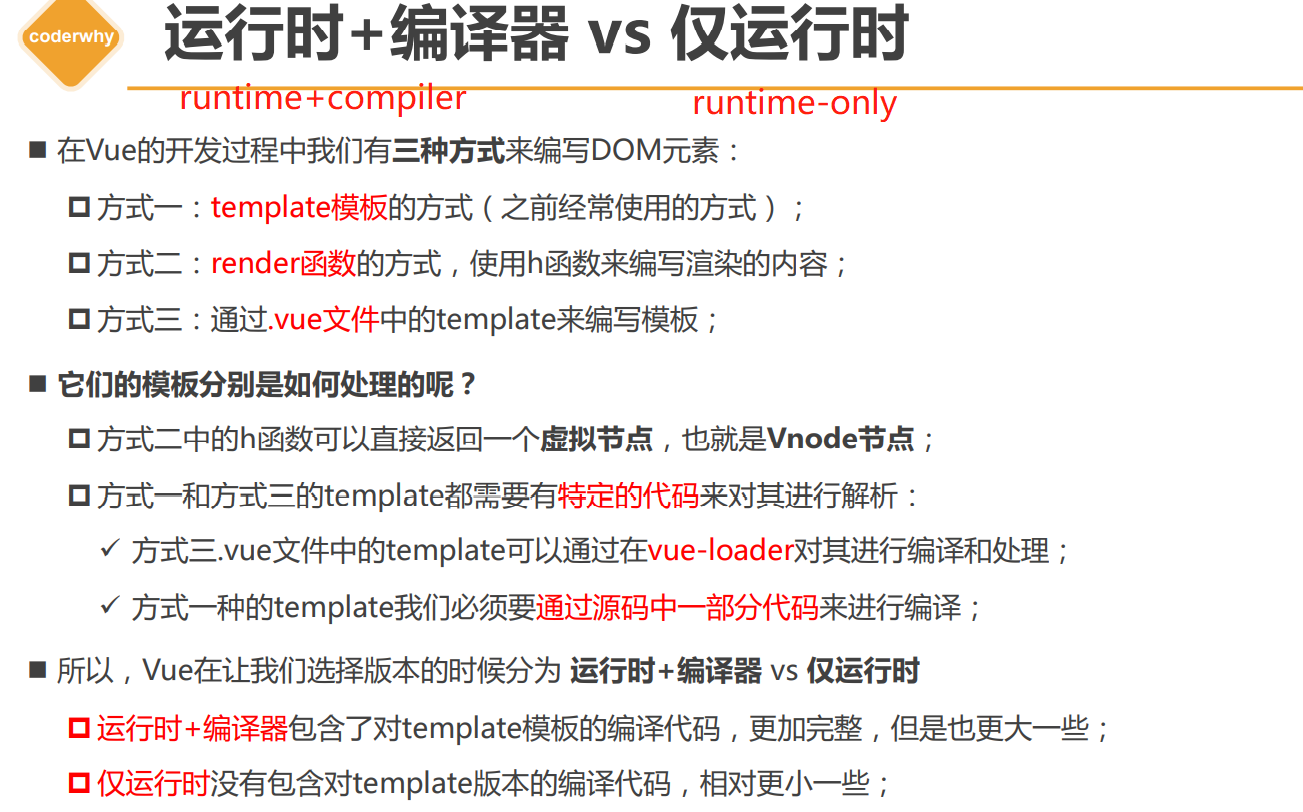 coderwhy
运行时+编译器 vs 仅运行时
runtime+compiler
runtime-only
在Vue的开发过程中我们有三种方式来编写DOM元素：
方式一：template模板的方式（之前经常使用的方式）；
方式二：render函数的方式，使用h函数来编写渲染的内容；
方式三：通过.vue文件中的template来编写模板；
它们的模板分别是如何处理的呢？
方式二中的h函数可以直接返回一个虚拟节点，也就是Vnode节点；
方式一和方式三的template都需要有特定的代码来对其进行解析：
方式三.vue文件中的template可以通过在vue-loader对其进行编译和处理；
方式一种的template我们必须要通过源码中一部分代码来进行编译；
所以，Vue在让我们选择版本的时候分为 运行时+编译器 vs 仅运行时
运行时+编译器包含了对template模板的编译代码，更加完整，但是也更大一些；
仅运行时没有包含对template版本的编译代码，相对更小一些；